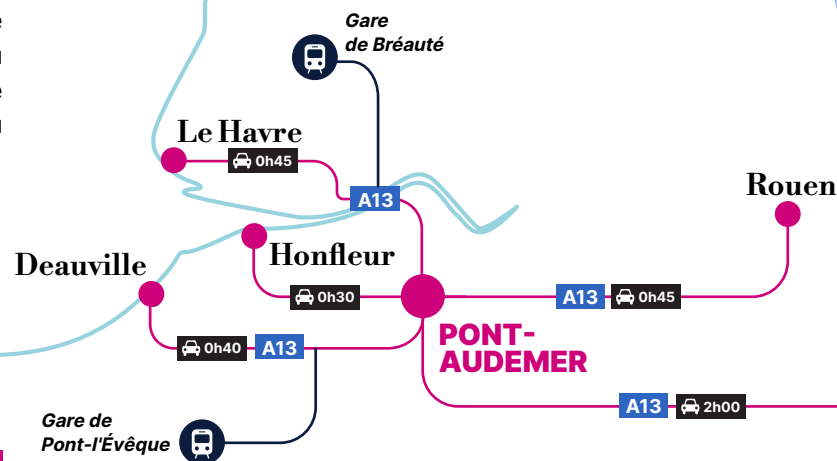 Gare
de Bréauté
Le Havre
0h45
A13
Rouen
Honfleur
Deauville
0h30
A13
0h45
PONT-
AUDEMER
0h40
A13
A13
2h00
Gare de
Pont-l'Évêque